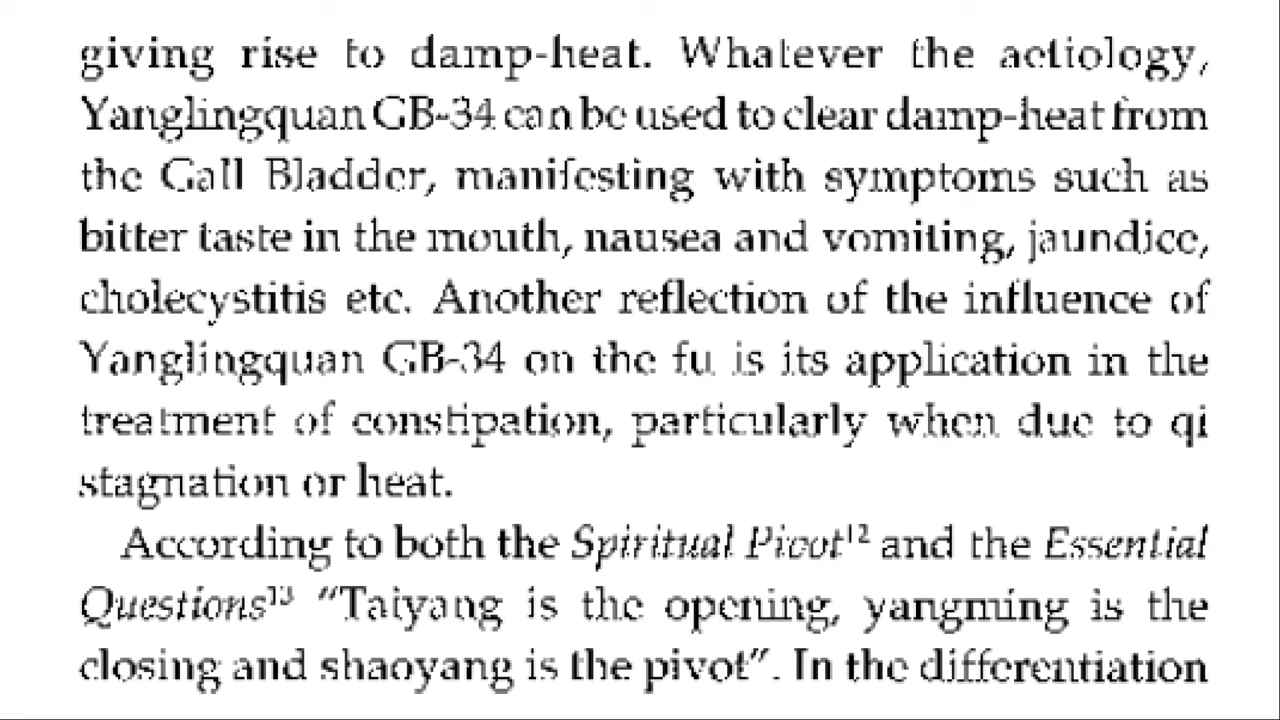 giving rise to damp-heat. Whatever the aetiology,
Yanglingquan GB-34 can be used to clear damp-heat from
the Gall Bladder, manifesting with symptoms such as
bitter taste in the mouth, nausea and vomiting, jaundice,
cholecystitis etc. Another reflection of the influence of
Yanglingquan GB-34 on the fu is its application in the
treatment of constipation, particularly when due to qi
stagnation or heat.
According to both the Spiritual Pivot¹² and the Essential
Questions¹³ "Taiyang is the opening, yangming is the
closing and shaoyang is the pivot". In the differentiation